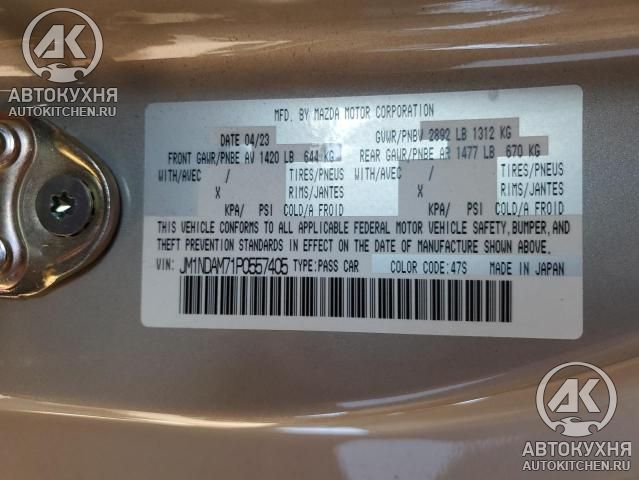 AK
АВТОКУХНЯ
AUTOKITCHEN.RU
MFD. BY MAZDA MOTOR CORPORATION
DATE 04/23 GVWR/PNBV 2892 LB 1312 KG
FRONT GAWR/PNBE AV 1420 LB 644 KG REAR GAWR/PNBE AR 1477 LB 670 KG
WITH/AVEC / TIRES/PNEUS WITH/AVEC / TIRES/PNEUS
X RIMS/JANTES X RIMS/JANTES
KPA/ PSI COLD/A FROID KPA/ PSI COLD/A FROID
THIS VEHICLE CONFORMS TO ALL APPLICABLE FEDERAL MOTOR VEHICLE SAFETY, BUMPER, AND
THEFT PREVENTION STANDARDS IN EFFECT ON THE DATE OF MANUFACTURE SHOWN ABOVE.
VIN: JM1NDAM71P0557405 TYPE:PASS CAR COLOR CODE:47S MADE IN JAPAN
AK
АВТОКУХНЯ
AUTOKITCHEN.RU